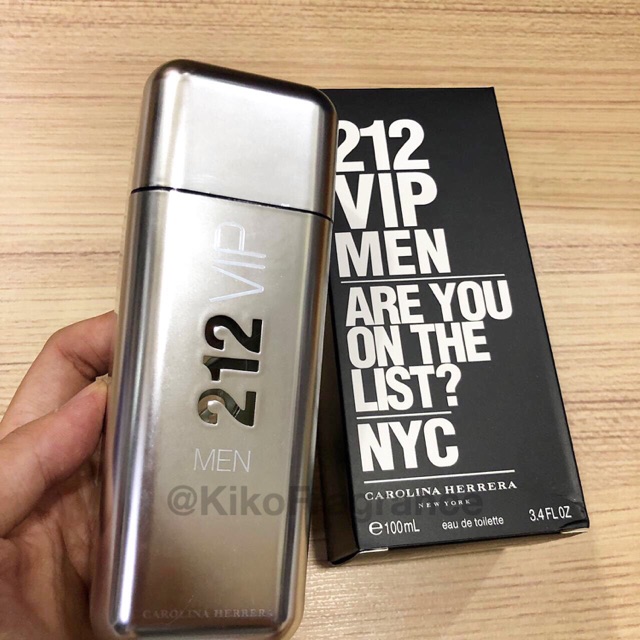 212 VIP
MEN
CAROLINA HERRERA
212
VIP
MEN
ARE YOU
ON THE
LIST?
NYC
CAROLINA HERRERA
NEW YORK
℮100mL eau de toilette 3.4 FL.OZ
@KikoFragrance